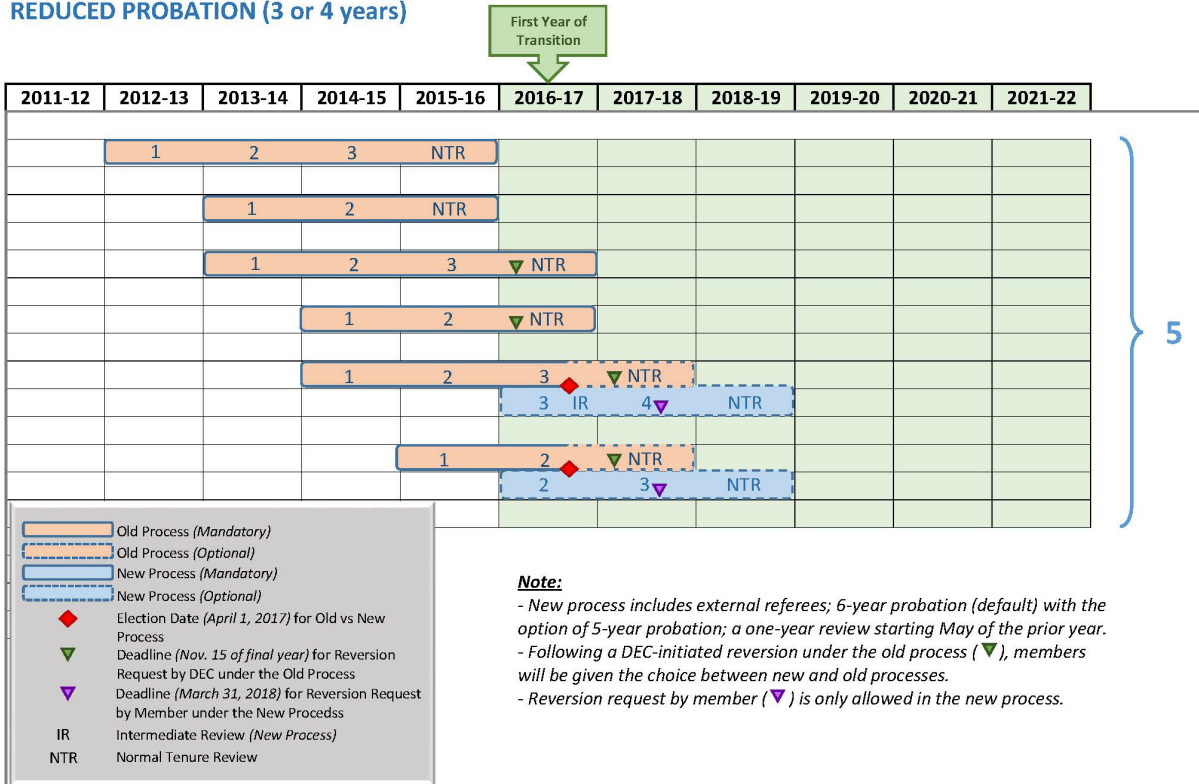 REDUCED PROBATION (3 or 4 years)
First Year of
Transition
2011-12 2012-13 2013-14 2014-15 2015-16 2016-17 2017-18 2018-19 2019-20 2020-21 2021-22
1 2 3 NTR
1 2 NTR
1 2 3 NTR
1 2 NTR
1 2 3 NTR
3 IR 4 NTR
1 2 NTR
2 3 NTR
5
Old Process (Mandatory)
Old Process (Optional)
New Process (Mandatory)
New Process (Optional)
Election Date (April 1, 2017) for Old vs New
Process
Deadline (Nov. 15 of final year) for Reversion
Request by DEC under the Old Process
Deadline (March 31, 2018) for Reversion Request
by Member under the New Procedss
IR Intermediate Review (New Process)
NTR Normal Tenure Review
Note:
- New process includes external referees; 6-year probation (default) with the
option of 5-year probation; a one-year review starting May of the prior year.
- Following a DEC-initiated reversion under the old process ( ), members
will be given the choice between new and old processes.
- Reversion request by member ( ) is only allowed in the new process.